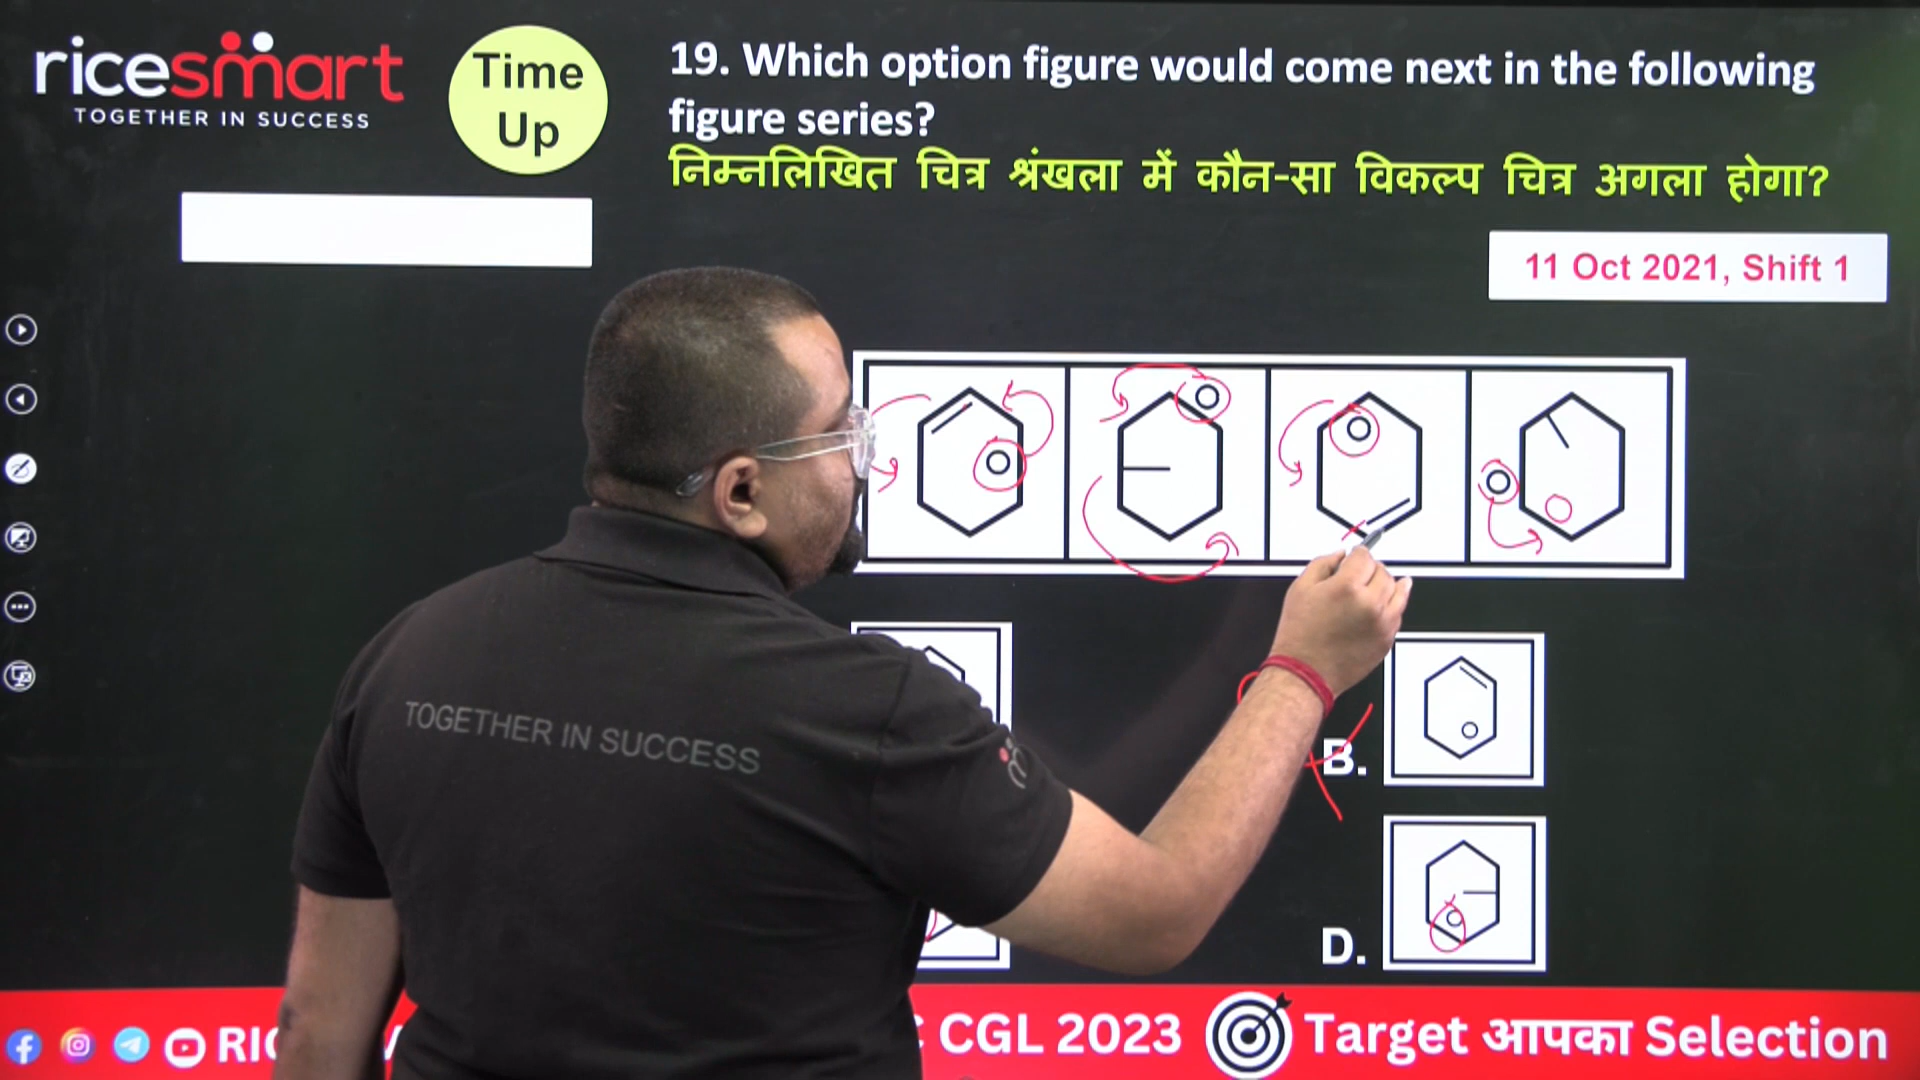 ricesmart
TOGETHER IN SUCCESS
Time
Up
19. Which option figure would come next in the following
figure series?
निम्नलिखित चित्र श्रंखला में कौन-सा विकल्प चित्र अगला होगा?
11 Oct 2021, Shift 1
TOGETHER IN SUCCESS
B.
D.
CGL 2023
Target आपका Selection